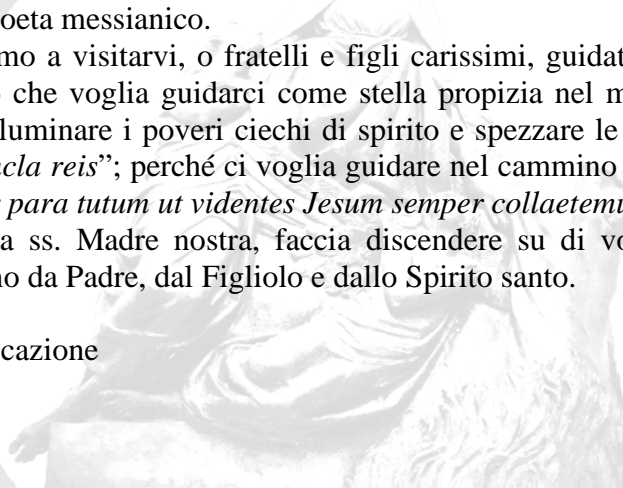 oeta messianico.
mo a visitarvi, o fratelli e figli carissimi, guidat
che voglia guidarci come stella propizia nel m
lluminare i poveri ciechi di spirito e spezzare le
ncla reis”; perché ci voglia guidare nel cammino
para tutum ut videntes Jesum semper collaetemu
a ss. Madre nostra, faccia discendere su di vo
no da Padre, dal Figliolo e dallo Spirito santo.
cazione